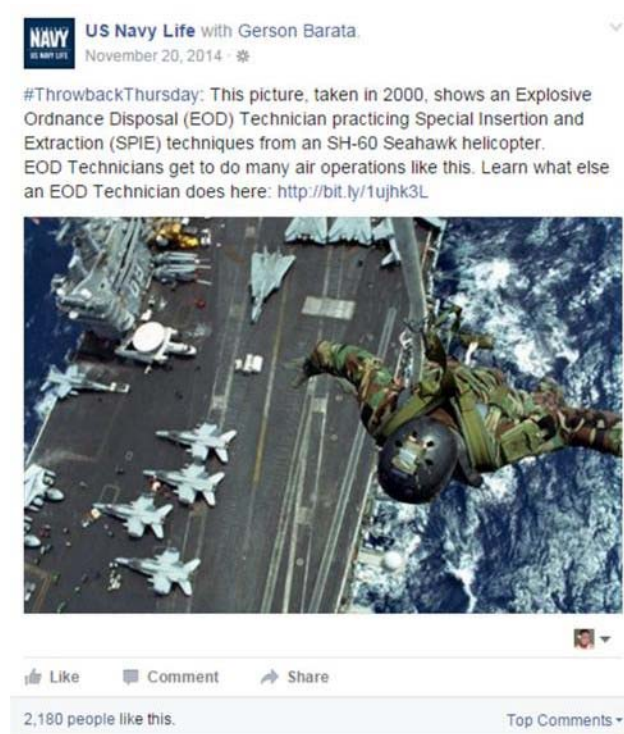 NAVY
US NAVY LIFE
US Navy Life with Gerson Barata.
November 20, 2014
#ThrowbackThursday: This picture, taken in 2000, shows an Explosive
Ordnance Disposal (EOD) Technician practicing Special Insertion and
Extraction (SPIE) techniques from an SH-60 Seahawk helicopter.
EOD Technicians get to do many air operations like this. Learn what else
an EOD Technician does here: http://bit.ly/1ujhk3L
Like Comment Share
2,180 people like this. Top Comments